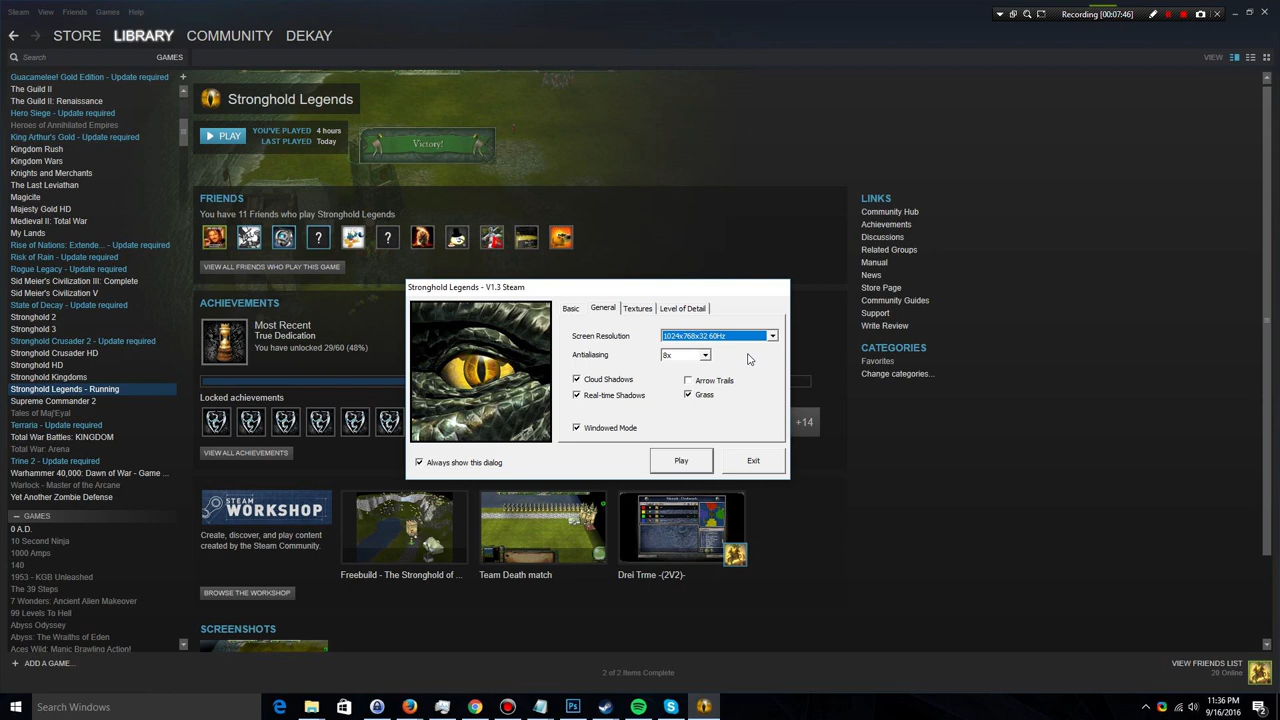 Steam View Friends Games Help
Recording [00:07:46]
STORE LIBRARY COMMUNITY DEKAY
Search GAMES
VIEW
Guacamelee! Gold Edition - Update required
The Guild II
The Guild II: Renaissance
Hero Siege - Update required
Heroes of Annihilated Empires
King Arthur's Gold - Update required
Kingdom Rush
Kingdom Wars
Knights and Merchants
The Last Leviathan
Magicite
Majesty Gold HD
Medieval II: Total War
My Lands
Rise of Nations: Extende... - Update required
Risk of Rain - Update required
Rogue Legacy - Update required
Sid Meier's Civilization III: Complete
Sid Meier's Civilization V
State of Decay - Update required
Stronghold 2
Stronghold 3
Stronghold Crusader 2 - Update required
Stronghold Crusader HD
Stronghold HD
Stronghold Kingdoms
Stronghold Legends - Running
Supreme Commander 2
Tales of Maj'Eyal
Terraria - Update required
Total War Battles: KINGDOM
Total War: Arena
Trine 2 - Update required
Warhammer 40,000: Dawn of War - Game ...
Warlock - Master of the Arcane
Yet Another Zombie Defense
GAMES
0 A.D.
10 Second Ninja
1000 Amps
140
1953 - KGB Unleashed
The 39 Steps
7 Wonders: Ancient Alien Makeover
99 Levels To Hell
Abyss Odyssey
Abyss: The Wraiths of Eden
Aces Wild: Manic Brawling Action!
+ ADD A GAME...
Stronghold Legends
PLAY
YOU'VE PLAYED 4 hours
LAST PLAYED Today
Victory!
FRIENDS
You have 11 Friends who play Stronghold Legends
VIEW ALL FRIENDS WHO PLAY THIS GAME
ACHIEVEMENTS
Most Recent
True Dedication
Unlocked 29/60 (48%)
Locked achievements
+14
VIEW ALL ACHIEVEMENTS
STEAM WORKSHOP
Create, discover, and play content
created by the Steam Community.
BROWSE THE WORKSHOP
Freebuild - The Stronghold of ...
Team Death match
Drei Trme -(2V2)-
SCREENSHOTS
LINKS
Community Hub
Achievements
Discussions
Related Groups
Manual
News
Store Page
Community Guides
Support
Write Review
CATEGORIES
Favorites
Change categories...
Stronghold Legends - V1.3 Steam
Basic General Textures Level of Detail
Screen Resolution 1024x768x32 60Hz
Antialiasing 8x
Cloud Shadows Arrow Trails
Real-time Shadows Grass
Windowed Mode
Always show this dialog Play Exit
2 of 2 Items Complete
VIEW FRIENDS LIST
28 Online
Search Windows
11:36 PM
9/16/2016